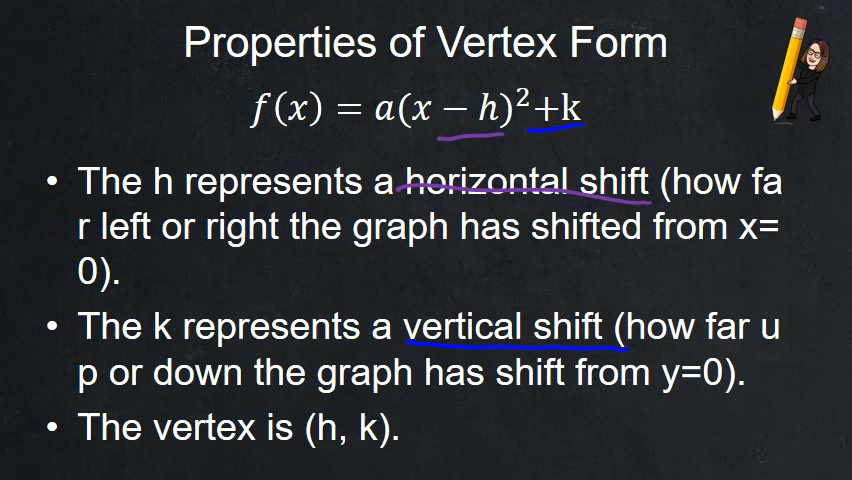 Properties of Vertex Form
f(x) = a(x − h)²+k
• The h represents a horizontal shift (how fa
r left or right the graph has shifted from x=
0).
• The k represents a vertical shift (how far u
p or down the graph has shift from y=0).
• The vertex is (h, k).